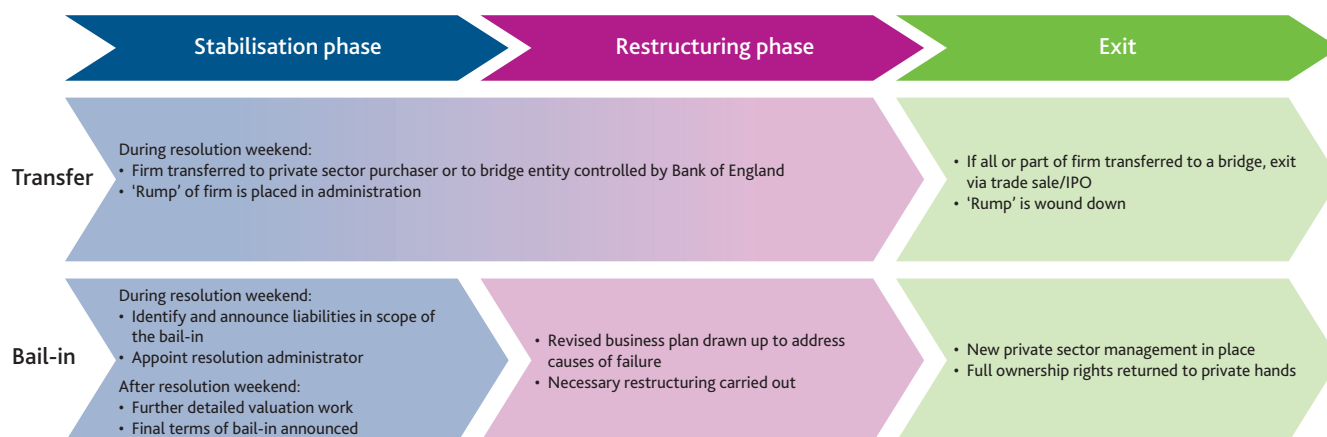 Stabilisation phase
Restructuring phase
Exit
Transfer
During resolution weekend:
• Firm transferred to private sector purchaser or to bridge entity controlled by Bank of England
• ‘Rump’ of firm is placed in administration
• If all or part of firm transferred to a bridge, exit
via trade sale/IPO
• ‘Rump’ is wound down
Bail-in
During resolution weekend:
• Identify and announce liabilities in scope of
the bail-in
• Appoint resolution administrator
After resolution weekend:
• Further detailed valuation work
• Final terms of bail-in announced
• Revised business plan drawn up to address
causes of failure
• Necessary restructuring carried out
• New private sector management in place
• Full ownership rights returned to private hands